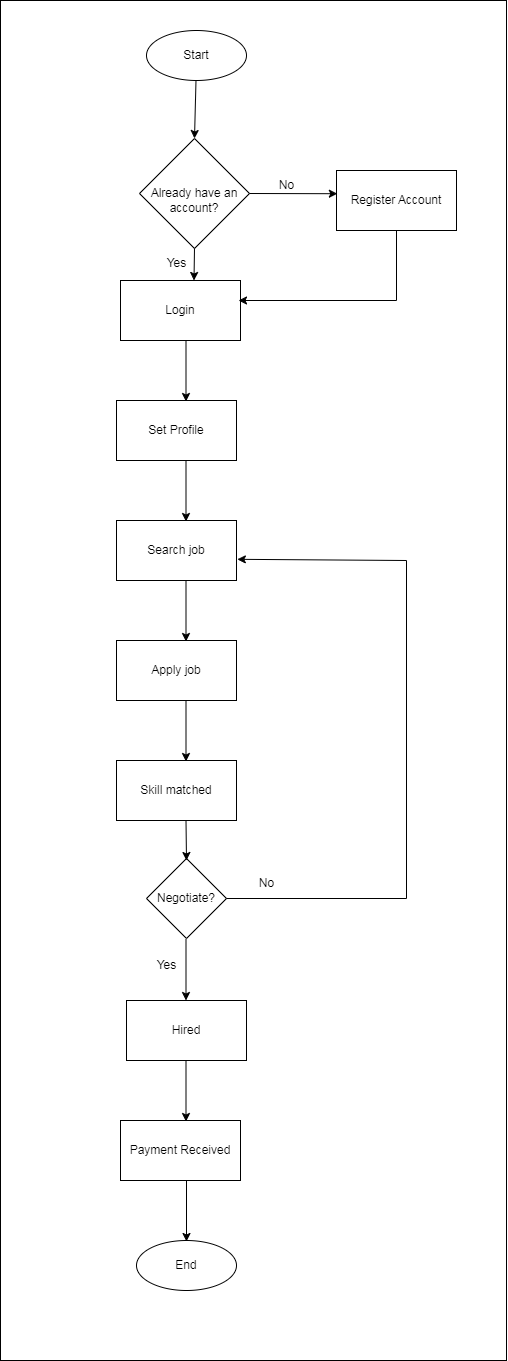 Start
Already have an
account?
No
Register Account
Yes
Login
Set Profile
Search job
Apply job
Skill matched
No
Negotiate?
Yes
Hired
Payment Received
End